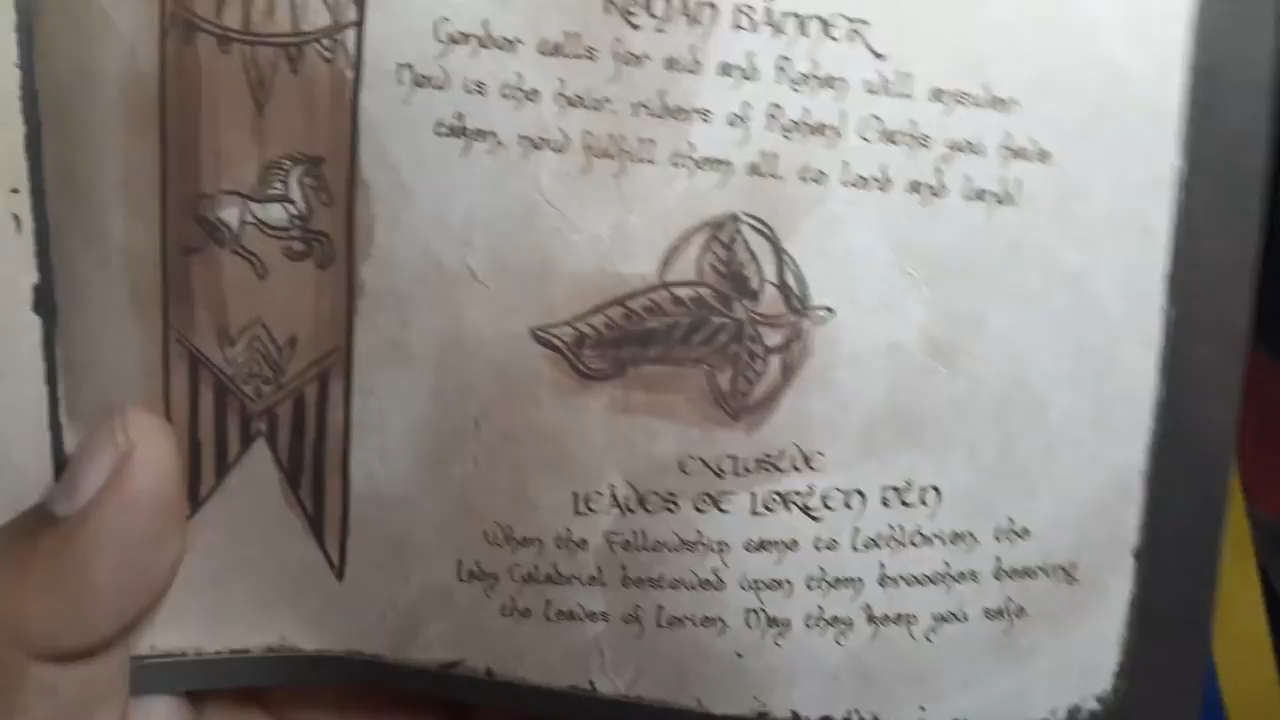 ROHAN BANNER
Gondor calls for aid and Rohan will answer.
Now is the hour, riders of Rohan! Oaths you have
taken, now fulfill them all to lord and land!
EXCLUSIVE
LEAVES OF LORIEN PIN
When the Fellowship came to Lothlórien, the
Lady Galadriel bestowed upon them brooches bearing
the leaves of Lorien. May they keep you safe.